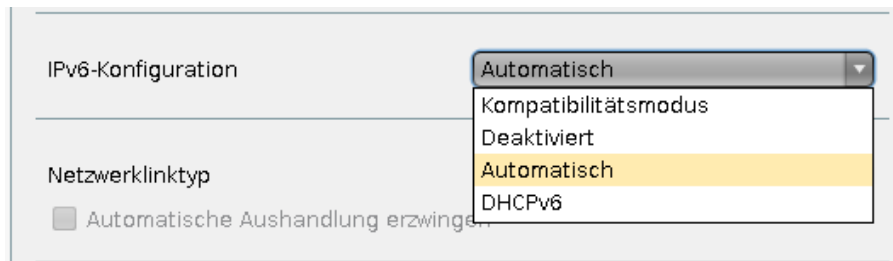 IPv6-Konfiguration
Automatisch
Kompatibilitätsmodus
Deaktiviert
Automatisch
DHCPv6
Netzwerklinktyp
Automatische Aushandlung erzwingen